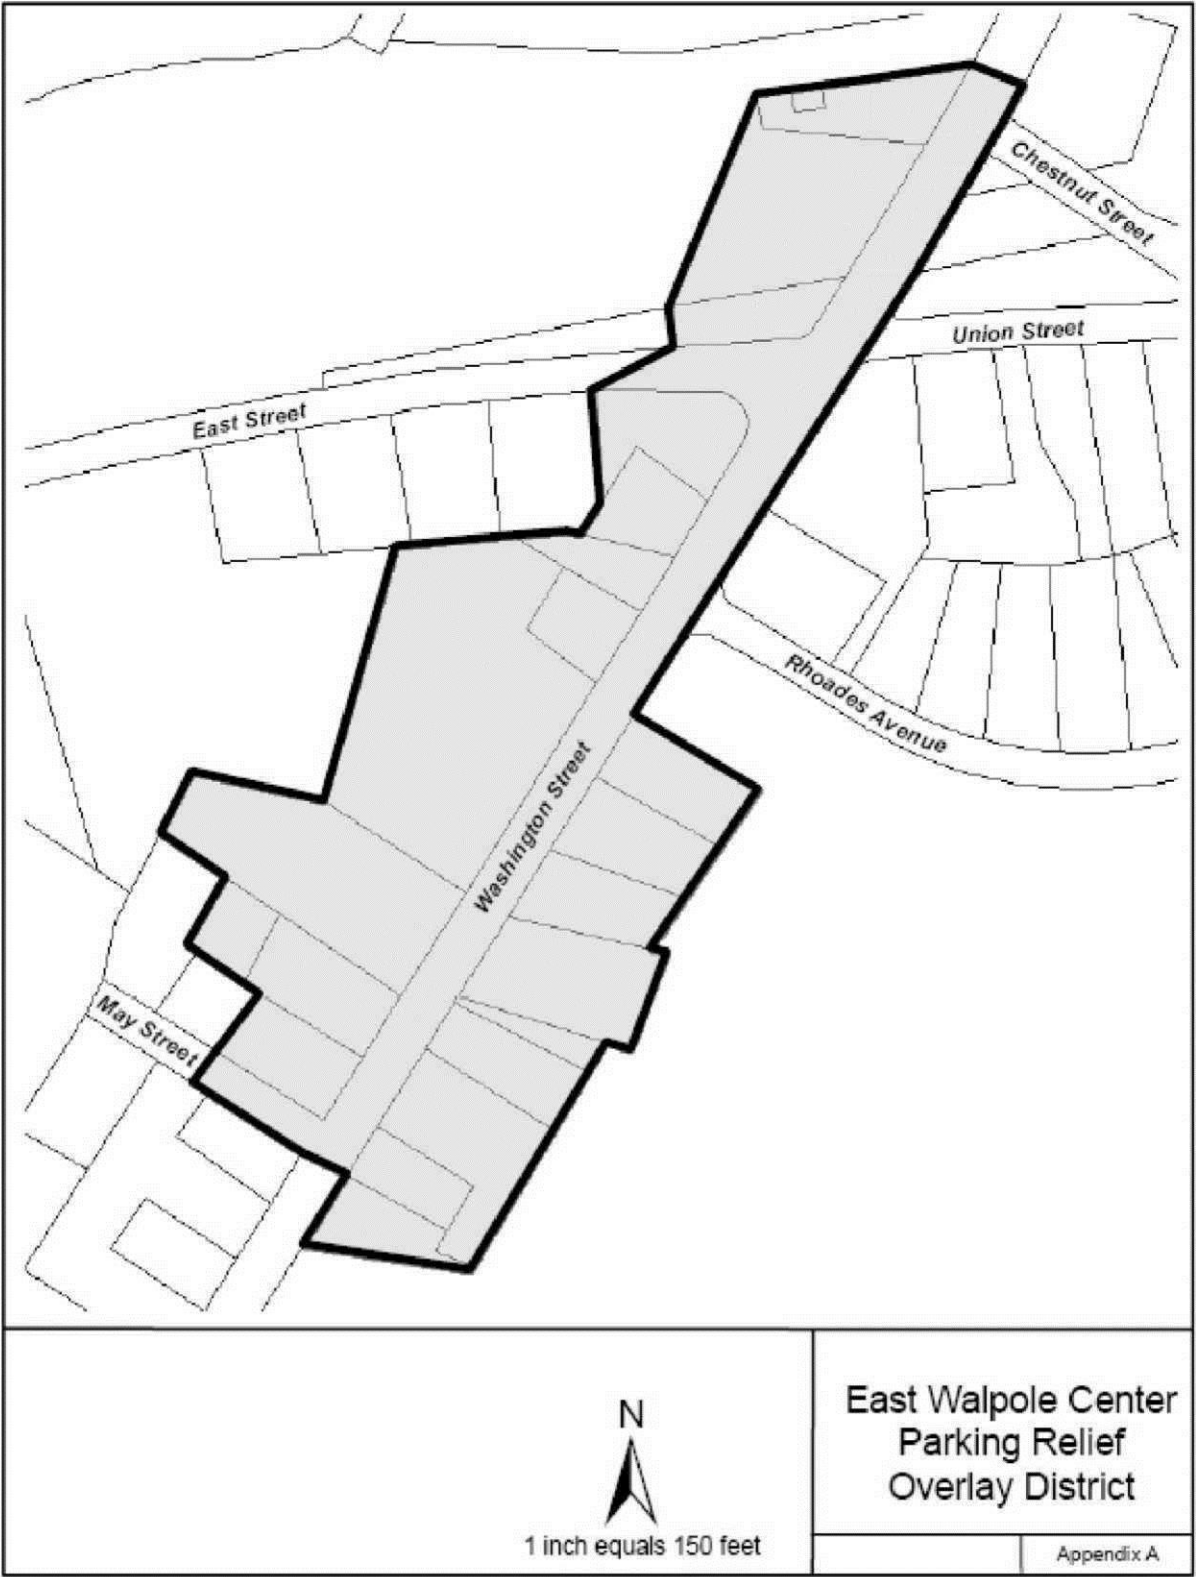 Chestnut Street
Union Street
East Street
Rhoades Avenue
Washington Street
May Street
N
1 inch equals 150 feet
East Walpole Center
Parking Relief
Overlay District
Appendix A